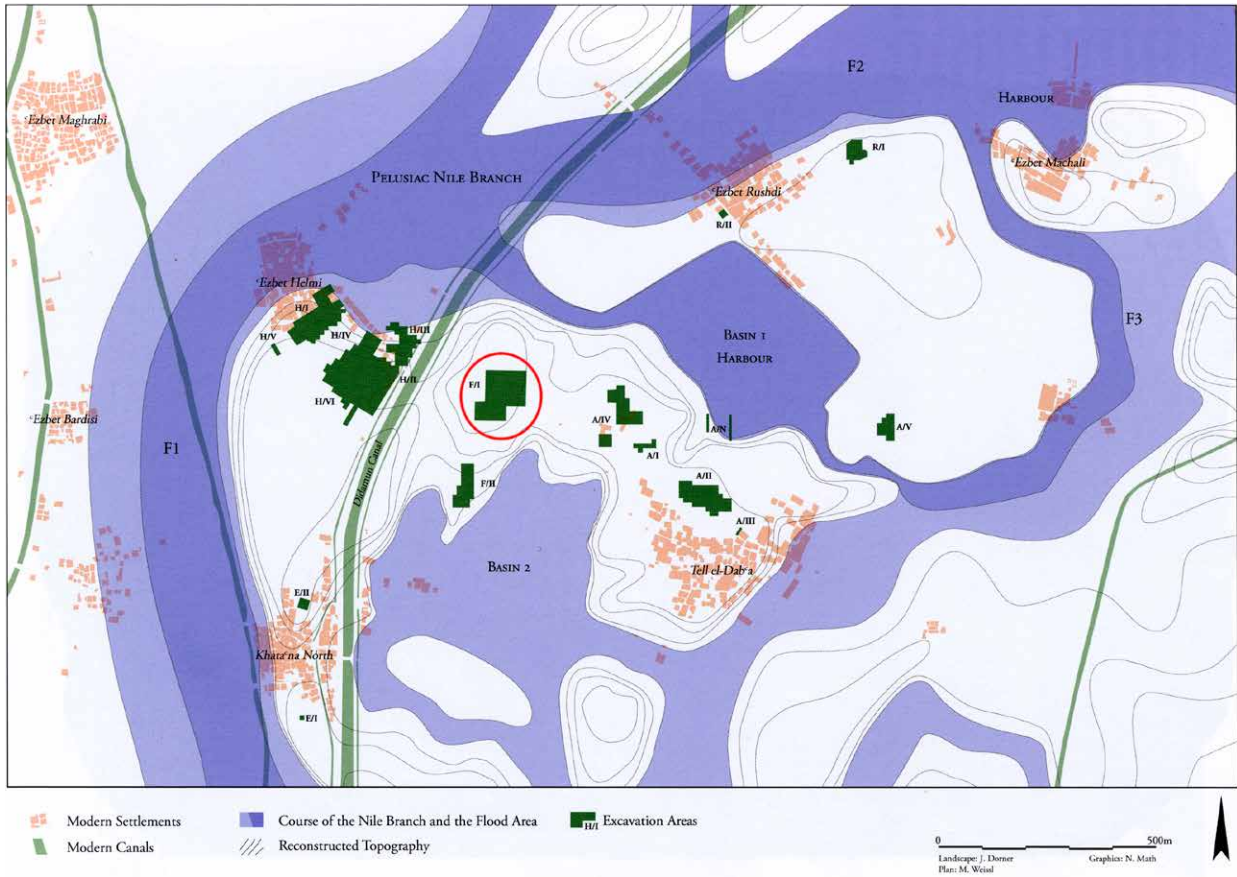 F2
HARBOUR
ʿEzbet Maghrabi
R/I
ʿEzbet Machali
PELUSIAC NILE BRANCH
ʿEzbet Rushdi
R/II
ʿEzbet Helmi
H/I
H/V
H/IV
H/III
F3
BASIN 1
HARBOUR
H/II
F/I
H/VI
ʿEzbet Bardisi
A/IV
A/N
A/V
F1
A/I
Didamun Canal
F/II
A/II
A/III
BASIN 2
Tell el-Dabʿa
E/II
Khataʿna North
E/I
Modern Settlements
Course of the Nile Branch and the Flood Area
H/I
Excavation Areas
Modern Canals
Reconstructed Topography
0
500m
Landscape: J. Dorner
Graphics: N. Math
Plan: M. Weissl